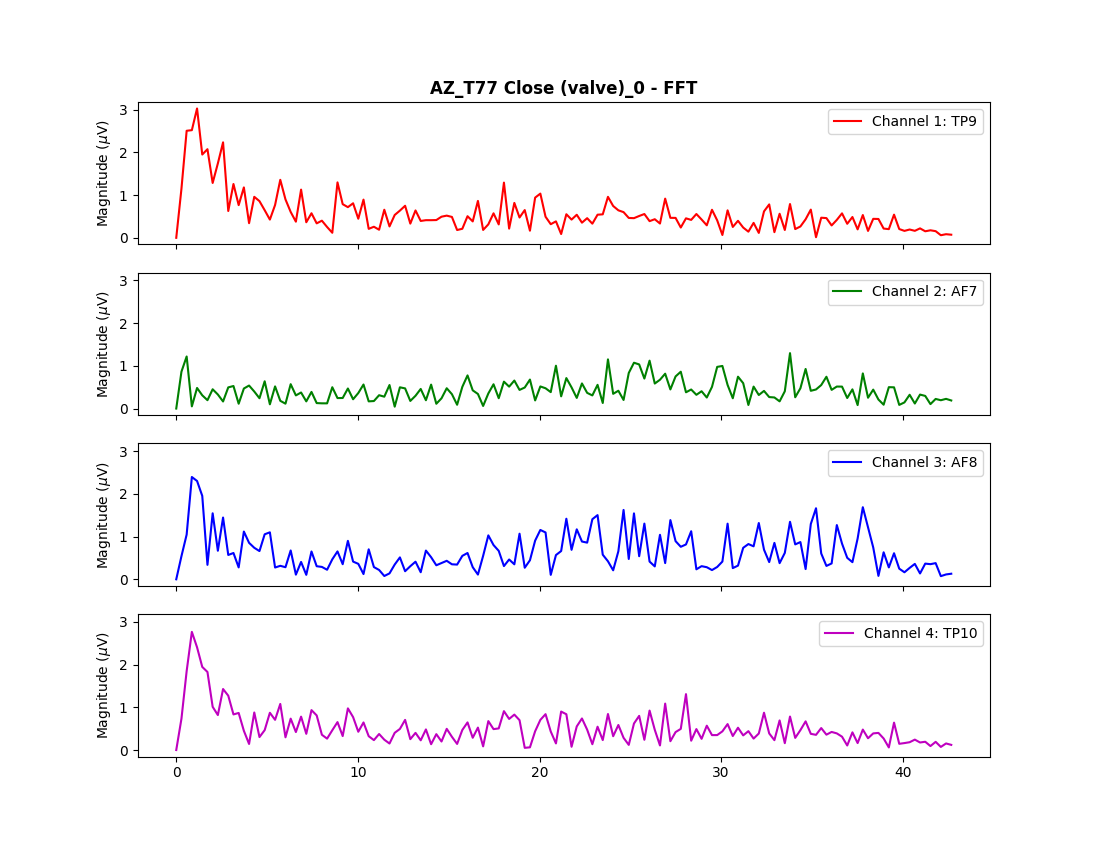 AZ_T77 Close (valve)_0 - FFT
Magnitude (μV)
3
2
1
0
Channel 1: TP9
Magnitude (μV)
3
2
1
0
Channel 2: AF7
Magnitude (μV)
3
2
1
0
Channel 3: AF8
Magnitude (μV)
3
2
1
0
Channel 4: TP10
0 10 20 30 40